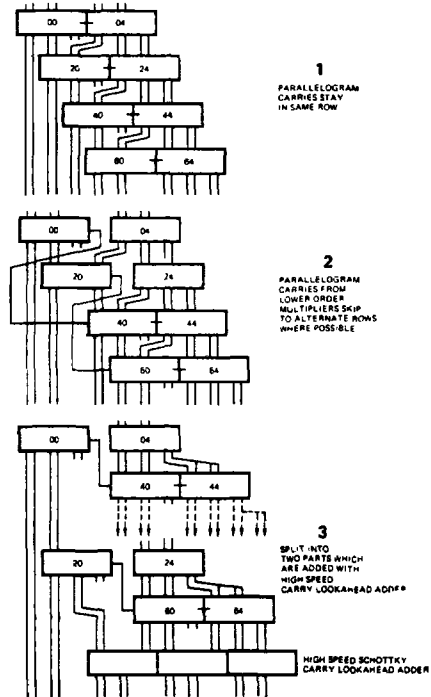 00 04
20 24
40 44
60 64
1
PARALLELOGRAM
CARRIES STAY
IN SAME ROW
00 04
20 24
40 44
60 64
2
PARALLELOGRAM
CARRIES FROM
LOWER ORDER
MULTIPLIERS SKIP
TO ALTERNATE ROWS
WHERE POSSIBLE
00 04
40 44
20 24
60 64
3
SPLIT INTO
TWO PARTS WHICH
ARE ADDED WITH
HIGH SPEED
CARRY LOOKAHEAD ADDER
HIGH SPEED SCHOTTKY
CARRY LOOKAHEAD ADDER